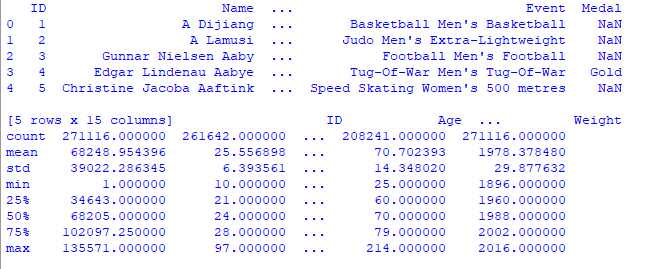 ID Name ... Event Medal
0 1 A Dijiang ... Basketball Men's Basketball NaN
1 2 A Lamusi ... Judo Men's Extra-Lightweight NaN
2 3 Gunnar Nielsen Aaby ... Football Men's Football NaN
3 4 Edgar Lindenau Aabye ... Tug-Of-War Men's Tug-Of-War Gold
4 5 Christine Jacoba Aaftink ... Speed Skating Women's 500 metres NaN
[5 rows x 15 columns] ID Age ... Weight
count 271116.000000 261642.000000 ... 208241.000000 271116.000000
mean 68248.954396 25.556898 ... 70.702393 1978.378480
std 39022.286345 6.393561 ... 14.348020 29.877632
min 1.000000 10.000000 ... 25.000000 1896.000000
25% 34643.000000 21.000000 ... 60.000000 1960.000000
50% 68205.000000 24.000000 ... 70.000000 1988.000000
75% 102097.250000 28.000000 ... 79.000000 2002.000000
max 135571.000000 97.000000 ... 214.000000 2016.000000